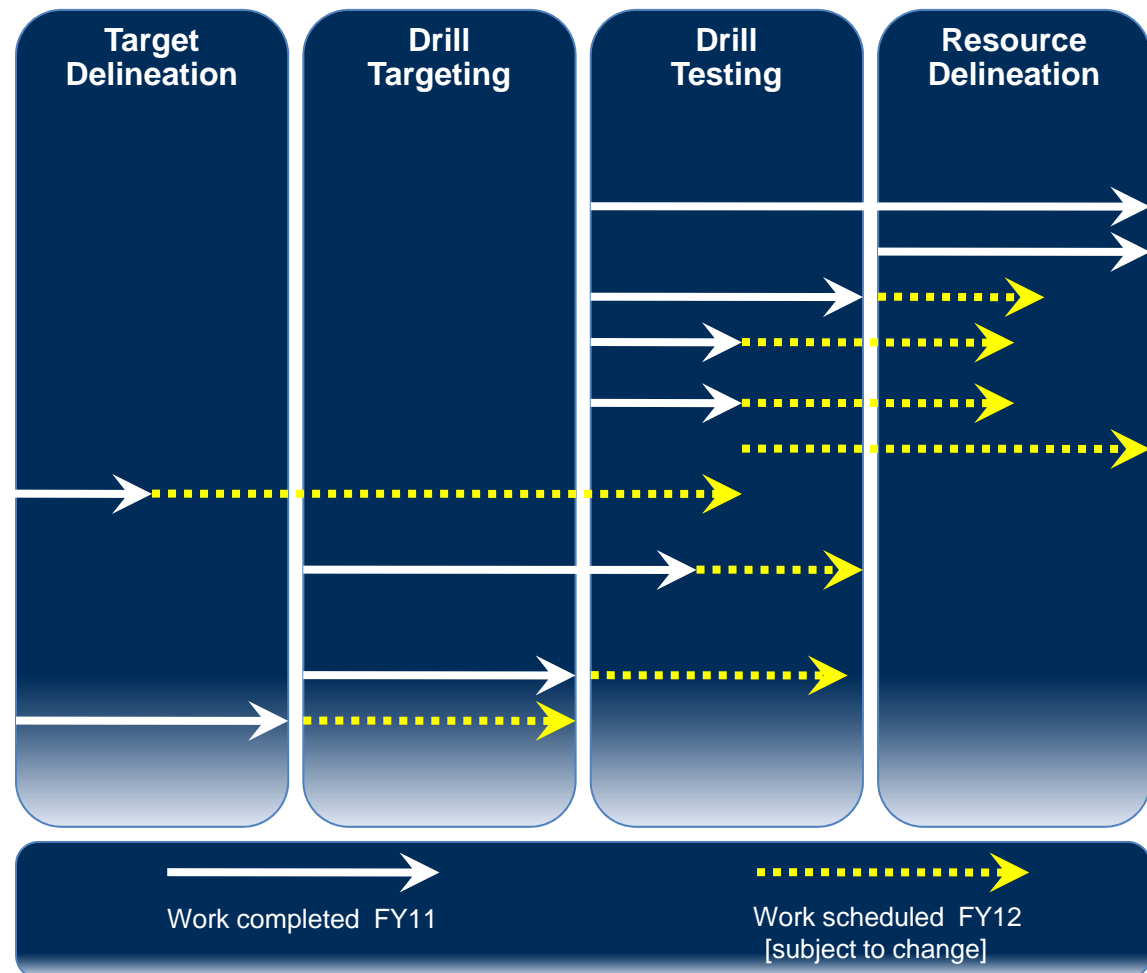 Target
Delineation
Drill
Targeting
Drill
Testing
Resource
Delineation
Work completed  FY11
Work scheduled  FY12
[subject to change]